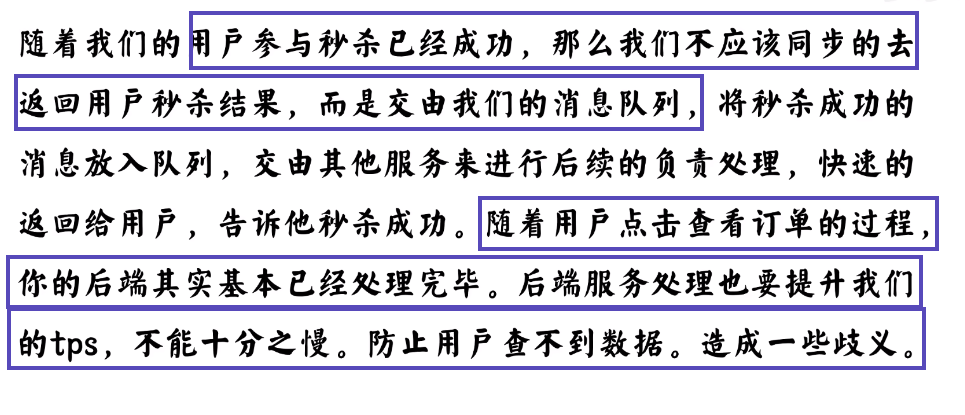 随着我们的用户参与秒杀已经成功，那么我们不应该同步的去
返回用户秒杀结果，而是交由我们的消息队列，将秒杀成功的
消息放入队列，交由其他服务来进行后续的负责处理，快速的
返回给用户，告诉他秒杀成功。随着用户点击查看订单的过程，
你的后端其实基本已经处理完毕。后端服务处理也要提升我们
的tps，不能十分之慢。防止用户查不到数据。造成一些歧义。